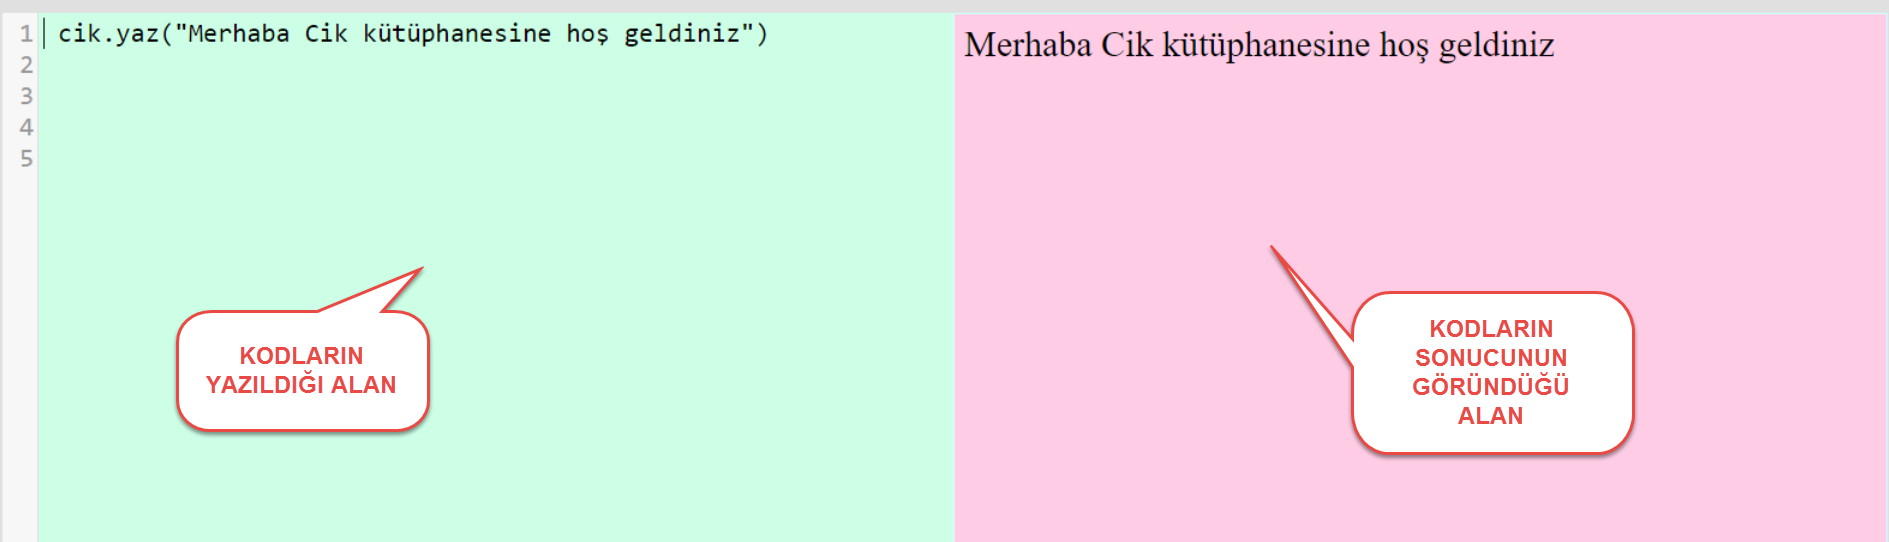 1 cik.yaz("Merhaba Cik kütüphanesine hoş geldiniz")
2
3
4
5
Merhaba Cik kütüphanesine hoş geldiniz
KODLARIN
YAZILDIĞI ALAN
KODLARIN
SONUCUNUN
GÖRÜNDÜĞÜ
ALAN